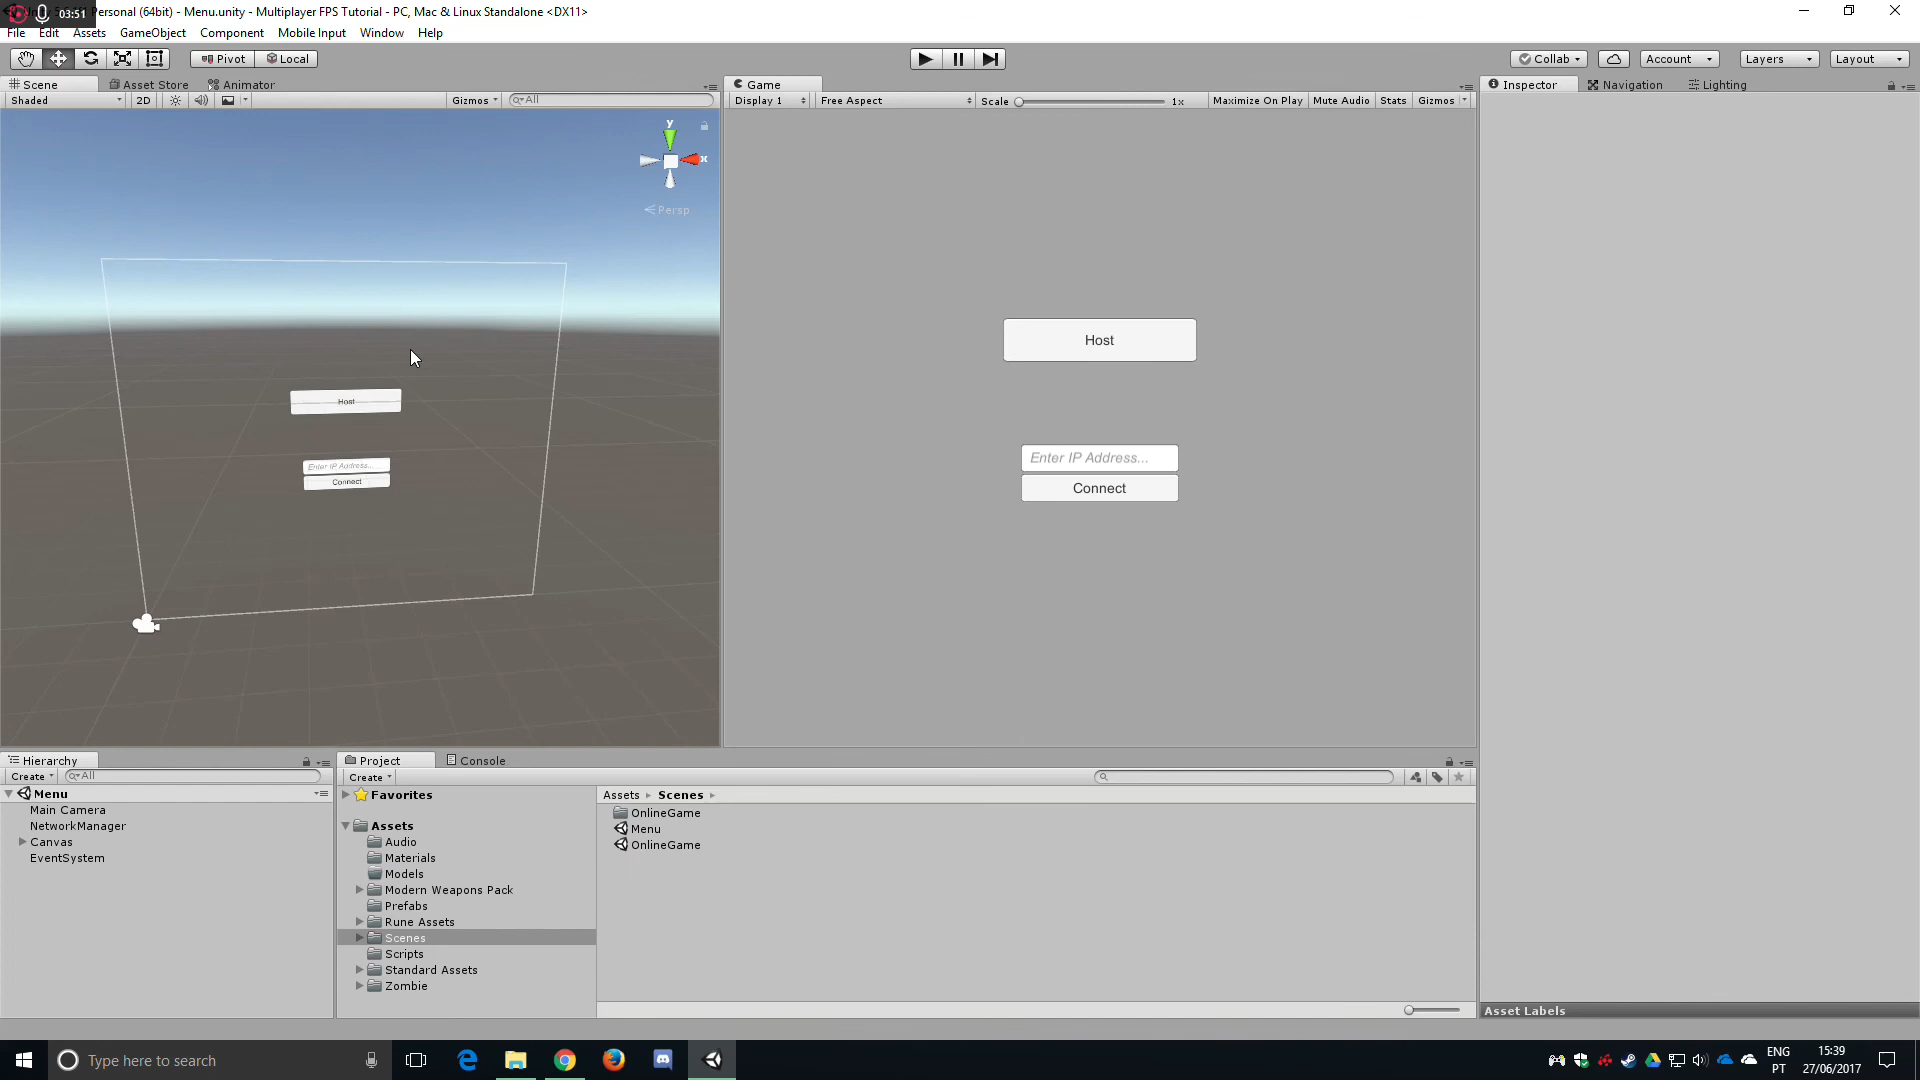 03:51 Personal (64bit) - Menu.unity - Multiplayer FPS Tutorial - PC, Mac & Linux Standalone <DX11>
File Edit Assets GameObject Component Mobile Input Window Help
Pivot Local Collab Account Layers Layout
Scene Asset Store Animator Game Inspector Navigation Lighting
Shaded 2D Gizmos All Display 1 Free Aspect Scale 1x Maximize On Play Mute Audio Stats Gizmos
y
x
Persp
Host
Enter IP Address...
Connect
Host
Enter IP Address...
Connect
Hierarchy Project Console
Create All Create
Menu
Main Camera
NetworkManager
Canvas
EventSystem
Favorites
Assets
Audio
Materials
Models
Modern Weapons Pack
Prefabs
Rune Assets
Scenes
Scripts
Standard Assets
Zombie
Assets Scenes
OnlineGame
Menu
OnlineGame
Asset Labels
Type here to search
ENG
PT
15:39
27/06/2017